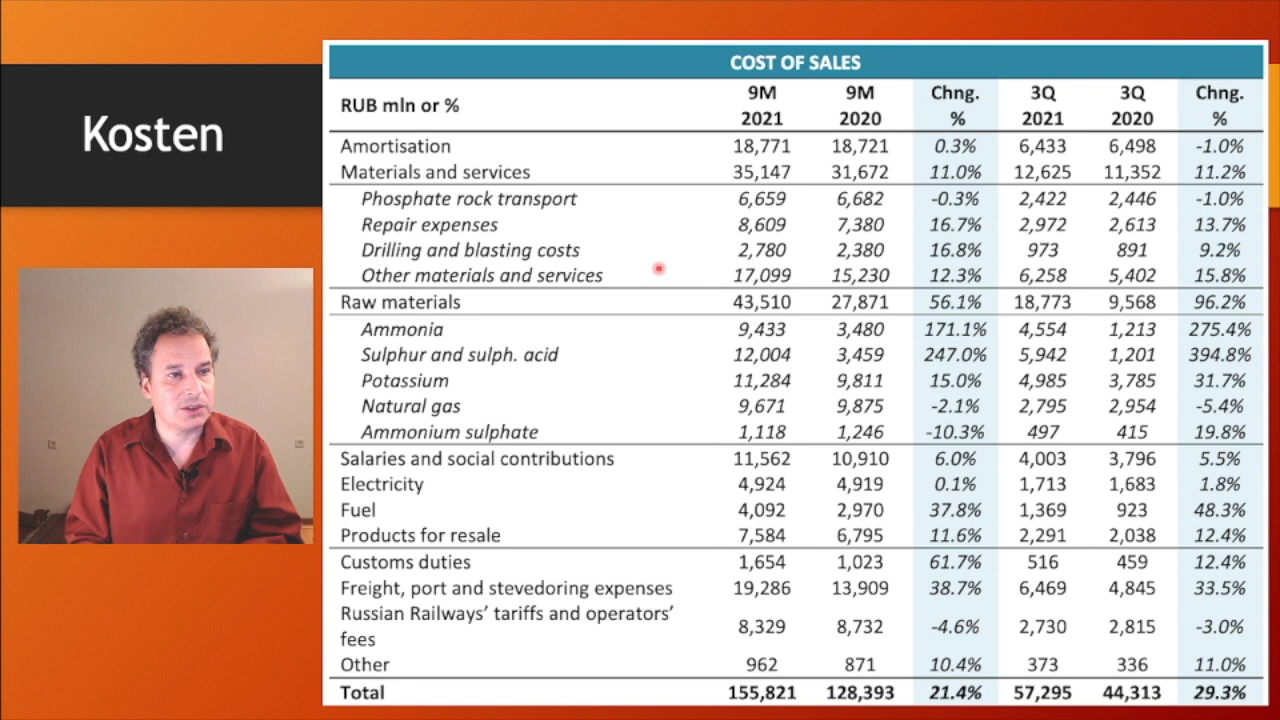 Kosten
COST OF SALES
RUB mln or % 9M 2021 9M 2020 Chng. % 3Q 2021 3Q 2020 Chng. %
Amortisation 18,771 18,721 0.3% 6,433 6,498 -1.0%
Materials and services 35,147 31,672 11.0% 12,625 11,352 11.2%
Phosphate rock transport 6,659 6,682 -0.3% 2,422 2,446 -1.0%
Repair expenses 8,609 7,380 16.7% 2,972 2,613 13.7%
Drilling and blasting costs 2,780 2,380 16.8% 973 891 9.2%
Other materials and services 17,099 15,230 12.3% 6,258 5,402 15.8%
Raw materials 43,510 27,871 56.1% 18,773 9,568 96.2%
Ammonia 9,433 3,480 171.1% 4,554 1,213 275.4%
Sulphur and sulph. acid 12,004 3,459 247.0% 5,942 1,201 394.8%
Potassium 11,284 9,811 15.0% 4,985 3,785 31.7%
Natural gas 9,671 9,875 -2.1% 2,795 2,954 -5.4%
Ammonium sulphate 1,118 1,246 -10.3% 497 415 19.8%
Salaries and social contributions 11,562 10,910 6.0% 4,003 3,796 5.5%
Electricity 4,924 4,919 0.1% 1,713 1,683 1.8%
Fuel 4,092 2,970 37.8% 1,369 923 48.3%
Products for resale 7,584 6,795 11.6% 2,291 2,038 12.4%
Customs duties 1,654 1,023 61.7% 516 459 12.4%
Freight, port and stevedoring expenses 19,286 13,909 38.7% 6,469 4,845 33.5%
Russian Railways’ tariffs and operators’
fees 8,329 8,732 -4.6% 2,730 2,815 -3.0%
Other 962 871 10.4% 373 336 11.0%
Total 155,821 128,393 21.4% 57,295 44,313 29.3%